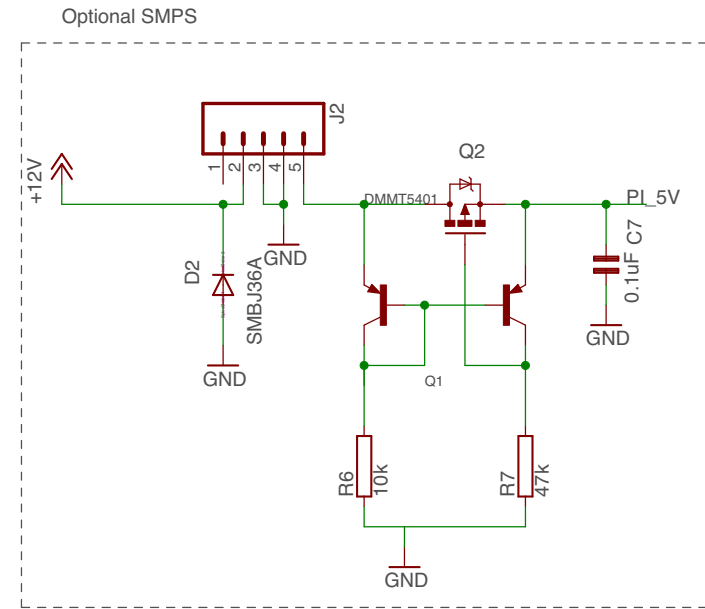 Optional SMPS
J2
1
2
3
4
5
+12V
Q2
DMMT5401
PI_5V
D2
SMBJ36A
GND
0.1uF
C7
GND
GND
Q1
R6
10k
R7
47k
GND